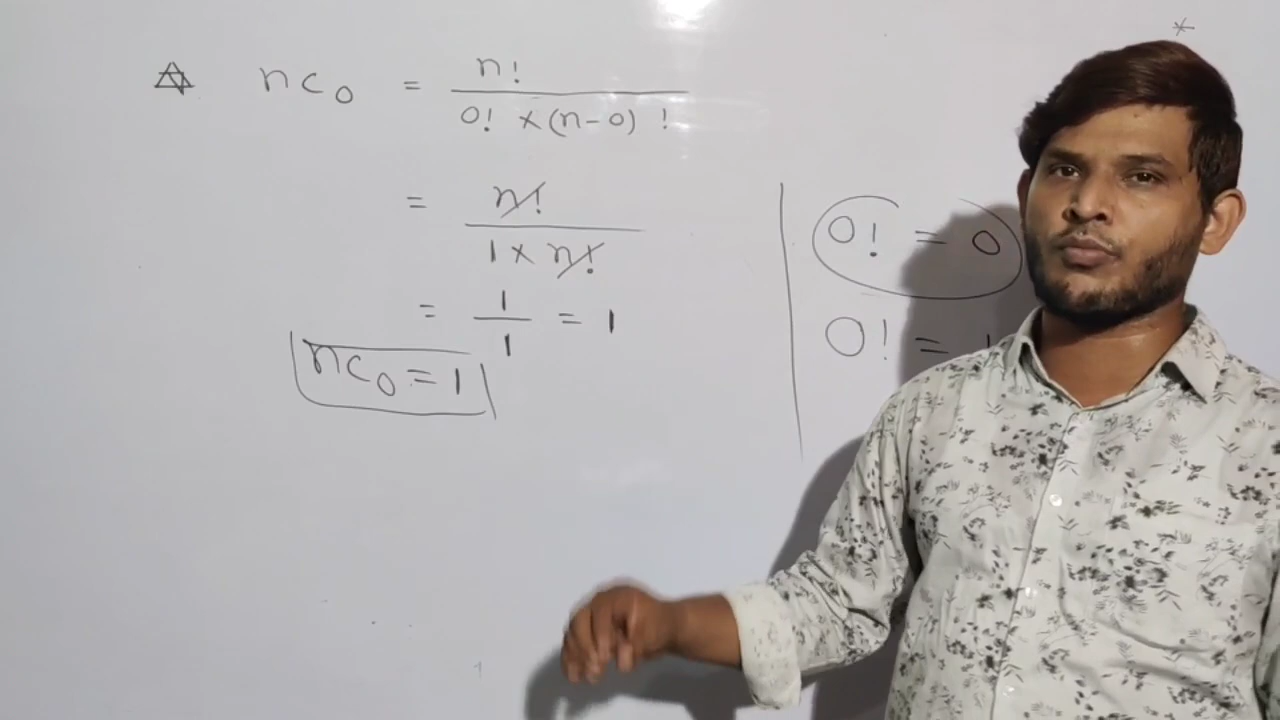 nC₀ = n! / 0! × (n-0)!
= n! / 1 × n!
= 1/1 = 1
nC₀ = 1
0! = 0
0! = 1